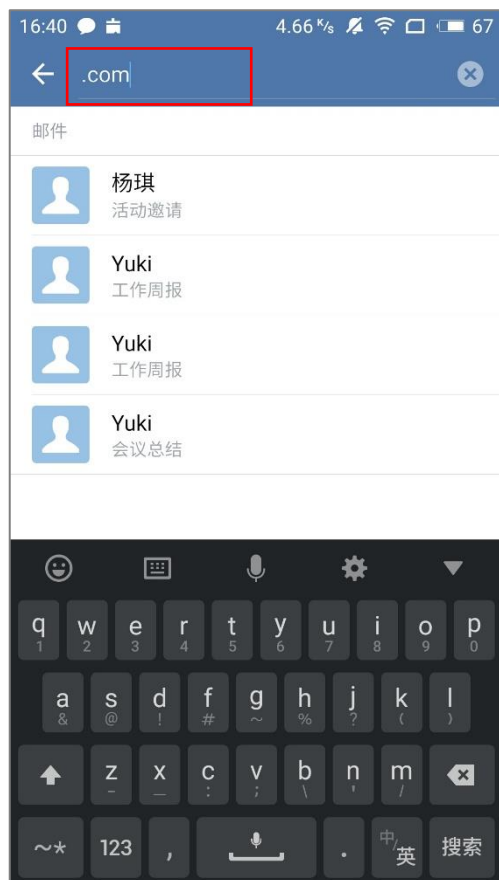 16:40 4.66 K/s 67
.com
邮件
杨琪
活动邀请
Yuki
工作周报
Yuki
工作周报
Yuki
会议总结
q w e r t y u i o p
1 2 3 4 5 6 7 8 9 0
a s d f g h j k l
& @ ! # ~ % ? ( )
z x c v b n m
- _ : ; \ ' /
~* 123 , . 中/英 搜索